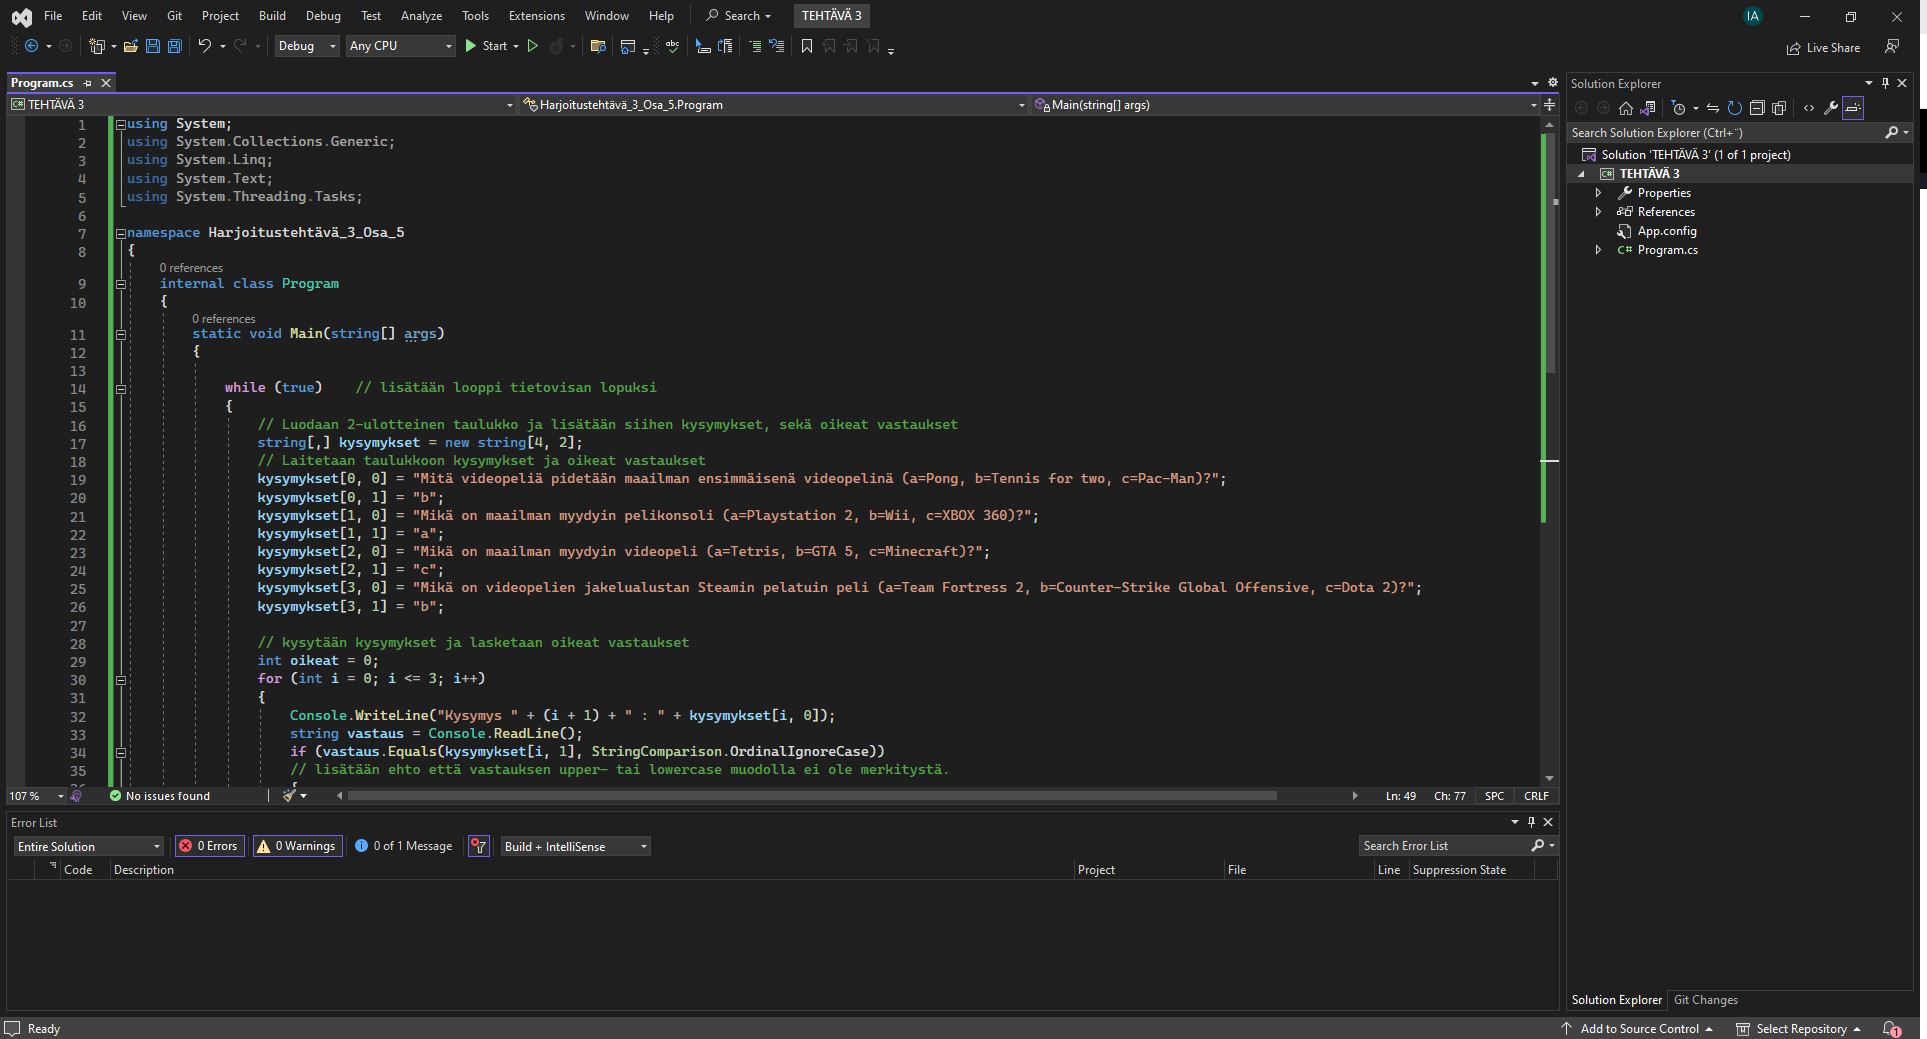 File Edit View Git Project Build Debug Test Analyze Tools Extensions Window Help Search TEHTÄVÄ 3 IA
Debug Any CPU Start Live Share
Program.cs
TEHTÄVÄ 3 Harjoitustehtävä_3_Osa_5.Program Main(string[] args)
1 using System;
2 using System.Collections.Generic;
3 using System.Linq;
4 using System.Text;
5 using System.Threading.Tasks;
6
7 namespace Harjoitustehtävä_3_Osa_5
8 {
0 references
9 internal class Program
10 {
0 references
11 static void Main(string[] args)
12 {
13
14 while (true) // lisätään looppi tietovisan lopuksi
15 {
16 // Luodaan 2-ulotteinen taulukko ja lisätään siihen kysymykset, sekä oikeat vastaukset
17 string[,] kysymykset = new string[4, 2];
18 // Laitetaan taulukkoon kysymykset ja oikeat vastaukset
19 kysymykset[0, 0] = "Mitä videopeliä pidetään maailman ensimmäisenä videopelinä (a=Pong, b=Tennis for two, c=Pac-Man)?";
20 kysymykset[0, 1] = "b";
21 kysymykset[1, 0] = "Mikä on maailman myydyin pelikonsoli (a=Playstation 2, b=Wii, c=XBOX 360)?";
22 kysymykset[1, 1] = "a";
23 kysymykset[2, 0] = "Mikä on maailman myydyin videopeli (a=Tetris, b=GTA 5, c=Minecraft)?";
24 kysymykset[2, 1] = "c";
25 kysymykset[3, 0] = "Mikä on videopelien jakelualustan Steamin pelatuin peli (a=Team Fortress 2, b=Counter-Strike Global Offensive, c=Dota 2)?";
26 kysymykset[3, 1] = "b";
27
28 // kysytään kysymykset ja lasketaan oikeat vastaukset
29 int oikeat = 0;
30 for (int i = 0; i <= 3; i++)
31 {
32 Console.WriteLine("Kysymys " + (i + 1) + " : " + kysymykset[i, 0]);
33 string vastaus = Console.ReadLine();
34 if (vastaus.Equals(kysymykset[i, 1], StringComparison.OrdinalIgnoreCase))
35 // lisätään ehto että vastauksen upper- tai lowercase muodolla ei ole merkitystä.
107 % No issues found Ln: 49 Ch: 77 SPC CRLF
Error List
Entire Solution 0 Errors 0 Warnings 0 of 1 Message Build + IntelliSense Search Error List
Code Description Project File Line Suppression State
Solution Explorer
Search Solution Explorer (Ctrl+¨)
Solution 'TEHTÄVÄ 3' (1 of 1 project)
TEHTÄVÄ 3
Properties
References
App.config
C# Program.cs
Solution Explorer Git Changes
Ready Add to Source Control Select Repository 1